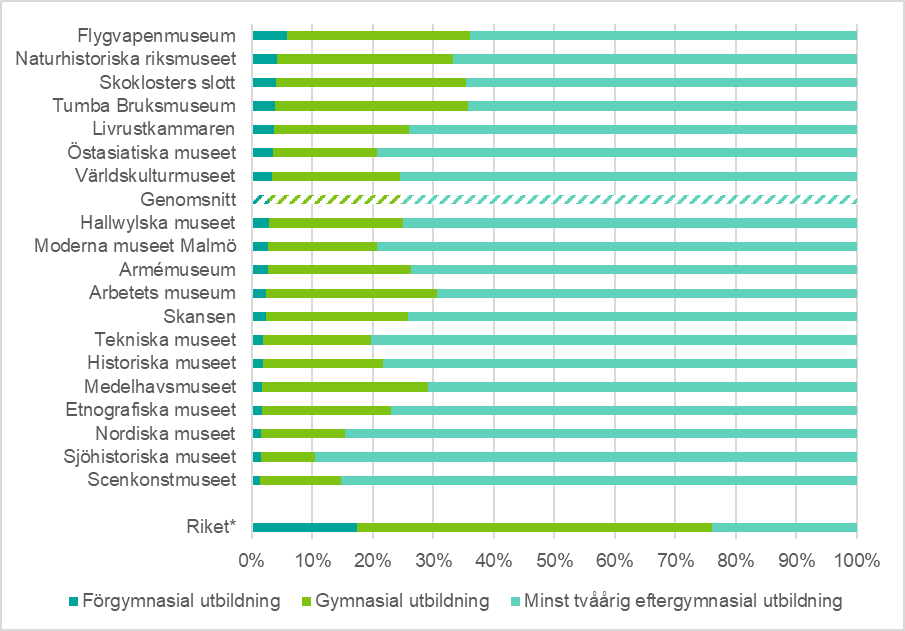 Flygvapenmuseum
Naturhistoriska riksmuseet
Skoklosters slott
Tumba Bruksmuseum
Livrustkammaren
Östasiatiska museet
Världskulturmuseet
Genomsnitt
Hallwylska museet
Moderna museet Malmö
Armémuseum
Arbetets museum
Skansen
Tekniska museet
Historiska museet
Medelhavsmuseet
Etnografiska museet
Nordiska museet
Sjöhistoriska museet
Scenkonstmuseet
Riket*
0% 10% 20% 30% 40% 50% 60% 70% 80% 90% 100%
Förgymnasial utbildning Gymnasial utbildning Minst tvåårig eftergymnasial utbildning